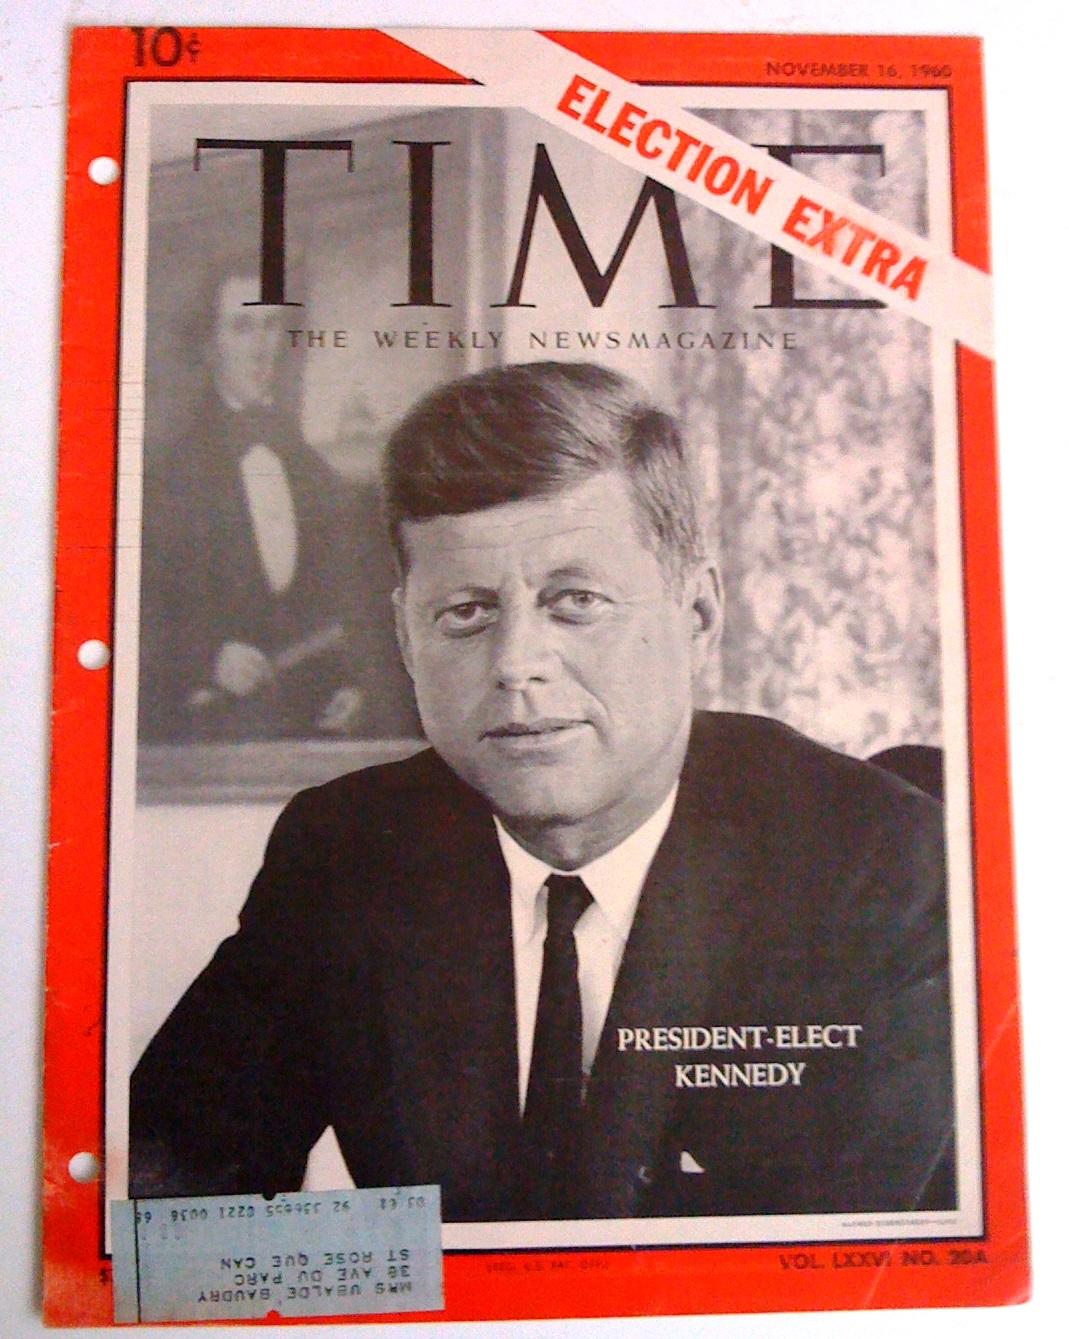 10¢
NOVEMBER 16, 1960
ELECTION EXTRA
TIME
THE WEEKLY NEWSMAGAZINE
PRESIDENT-ELECT
KENNEDY
VOL. LXXVI NO. 20A
MRS UBALDE BAUDRY
38 AVE DU PARC
ST ROSE QUE CAN